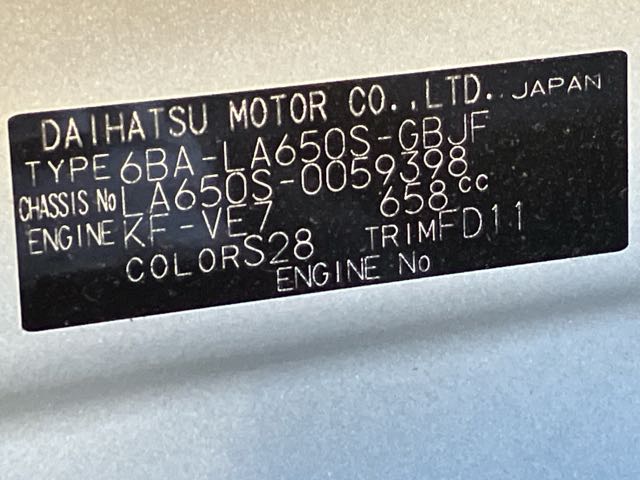 DAIHATSU MOTOR CO.,LTD. JAPAN
TYPE 6BA-LA650S-GBJF
CHASSIS No LA650S-0059398
ENGINE KF-VE7 658cc
COLOR S28 TRIM FD11
ENGINE No